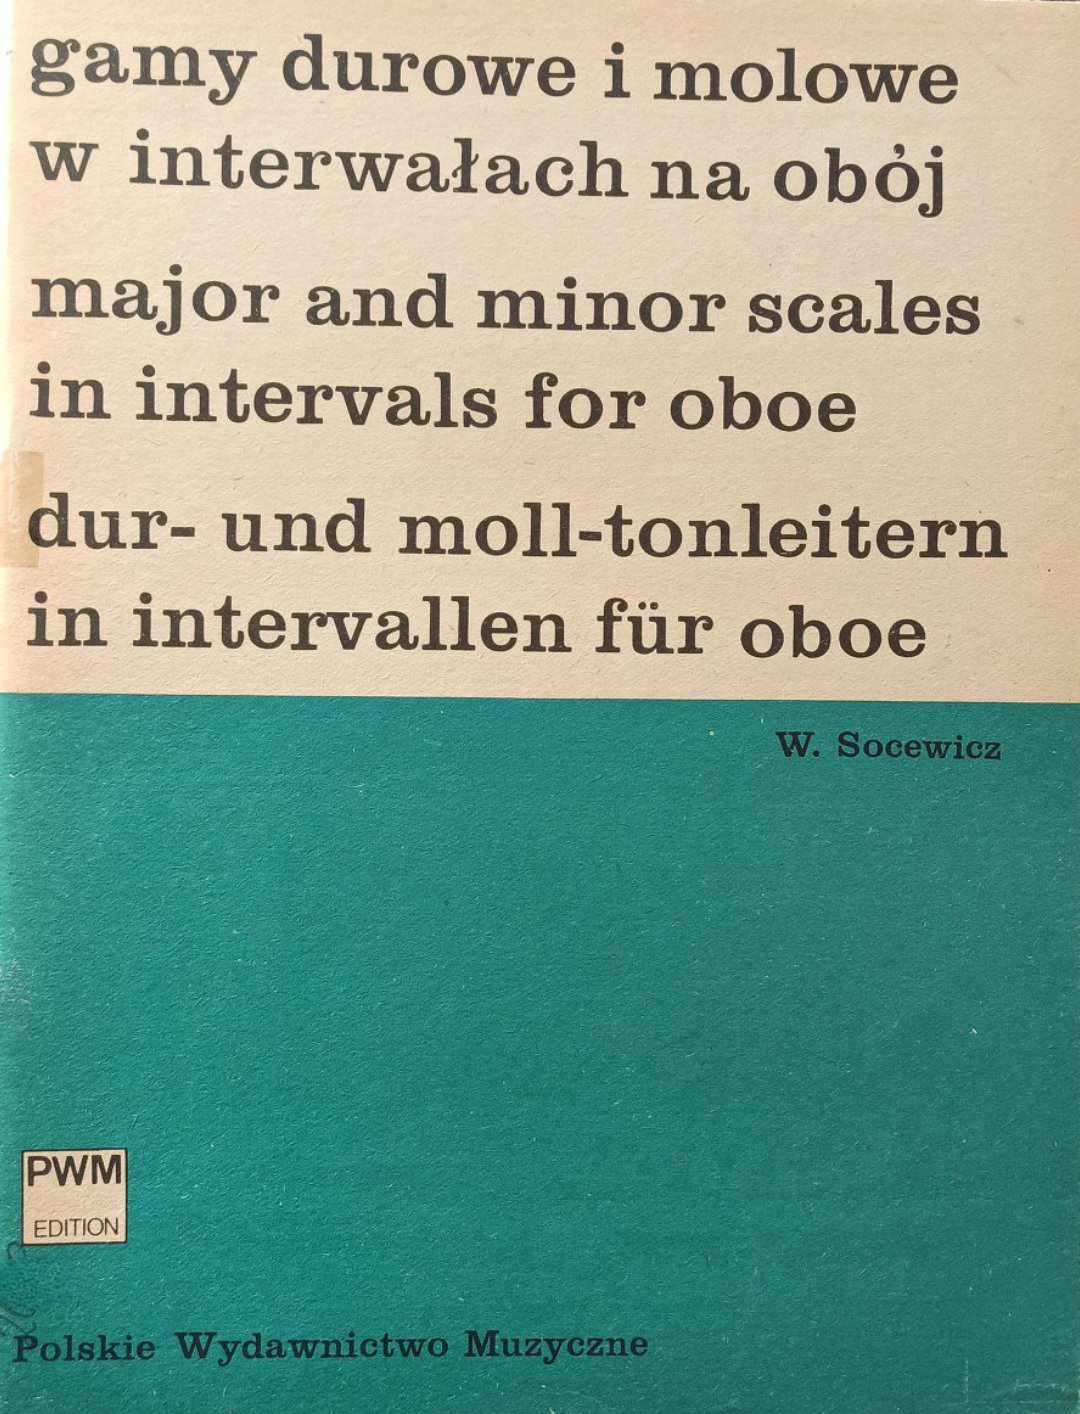 gamy durowe i molowe
w interwałach na obój
major and minor scales
in intervals for oboe
dur- und moll-tonleitern
in intervallen für oboe
W. Socewicz
PWM
EDITION
Polskie Wydawnictwo Muzyczne